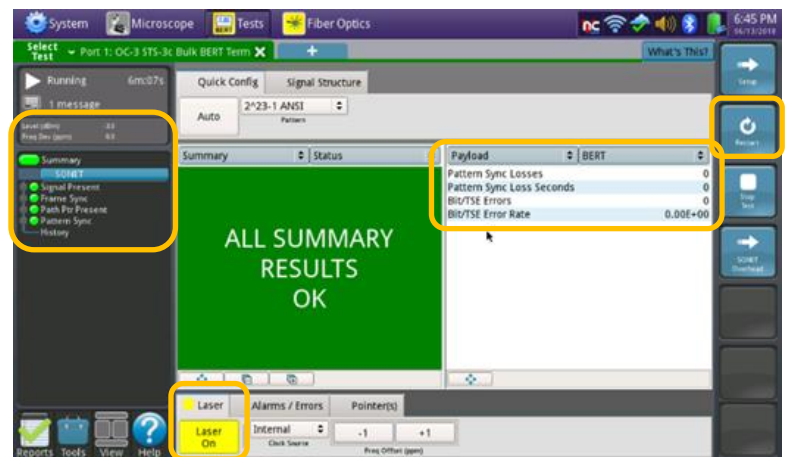 System
Microscope
Tests
Fiber Optics
6:45 PM
Select Test
Port 1: OC-3 STS-3c Bulk BERT Term
What's This?
Running 6m:07s
1 message
Level (dBm)
Freq Dev (ppm)
Summary
SONET
Signal Present
Frame Sync
Path Ptr Present
Pattern Sync
History
Quick Config
Signal Structure
Auto
2^23-1 ANSI
Pattern
Summary
Status
ALL SUMMARY
RESULTS
OK
Payload
BERT
Pattern Sync Losses 0
Pattern Sync Loss Seconds 0
Bit/TSE Errors 0
Bit/TSE Error Rate 0.00E+00
Laser
Alarms / Errors
Pointer(s)
Laser
On
Internal
Clock Source
-1
+1
Freq Offset (ppm)
Setup
Restart
Stop
Test
SONET
Overhead
Reports
Tools
View
Help